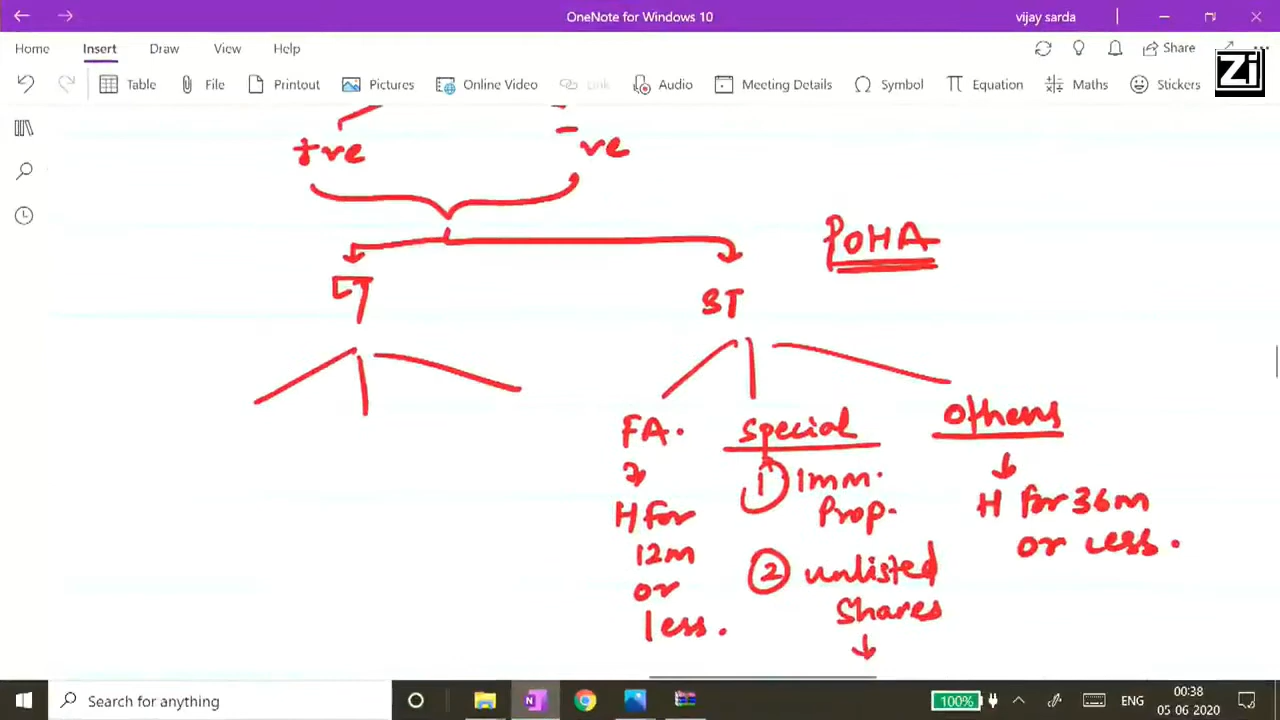 OneNote for Windows 10
vijay sarda
Home Insert Draw View Help
Share
Zi
Table File Printout Pictures Online Video Link Audio Meeting Details Symbol Equation Maths Stickers
+ve
-ve
POHA
LT
ST
FA.
H for
12m
or
less.
Special
① Imm.
Prop.
② unlisted
Shares
Others
H for 36m
or less.
Search for anything
100%
ENG
00:38
05-06-2020